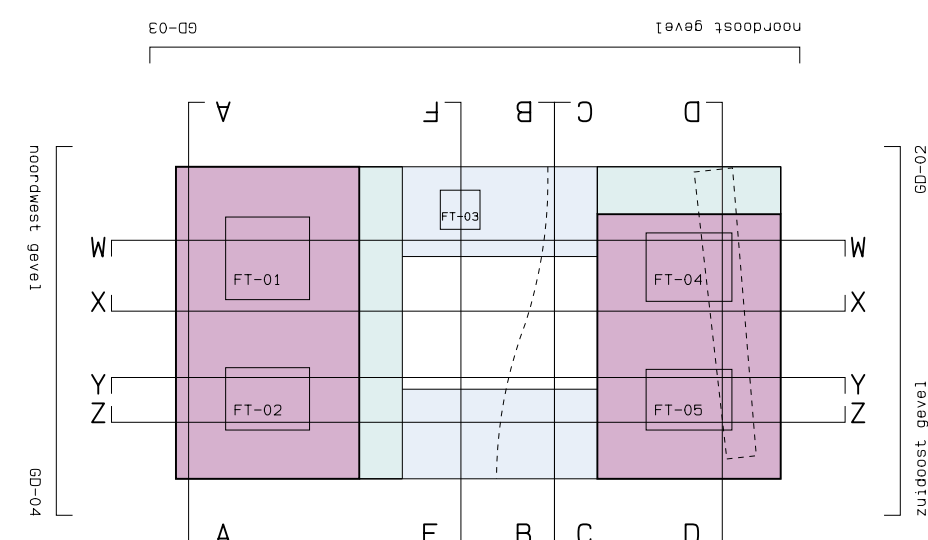 GD-03
noordoost gevel
A
F
B
C
D
noordwest gevel
GD-02
FT-03
W
W
FT-01
FT-04
X
X
Y
Y
FT-02
FT-05
Z
Z
GD-04
zuidoost gevel
A
F
B
C
D